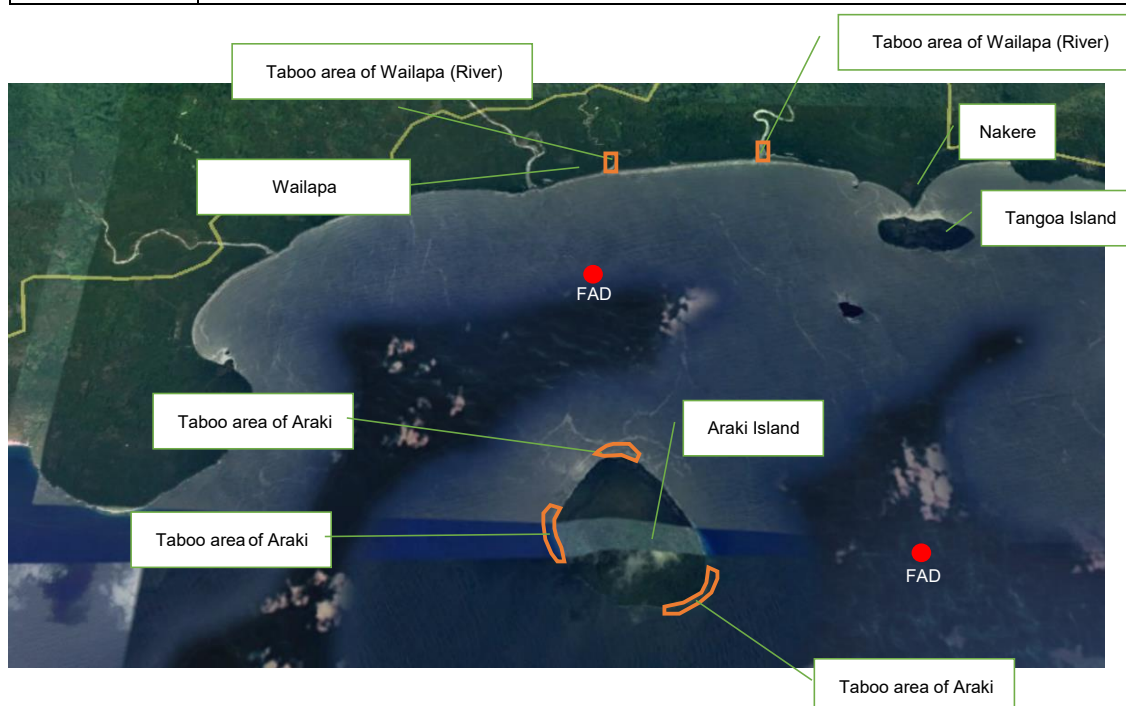 Taboo area of Wailapa (River)
Taboo area of Wailapa (River)
Nakere
Wailapa
Tangoa Island
FAD
Taboo area of Araki
Araki Island
Taboo area of Araki
FAD
Taboo area of Araki